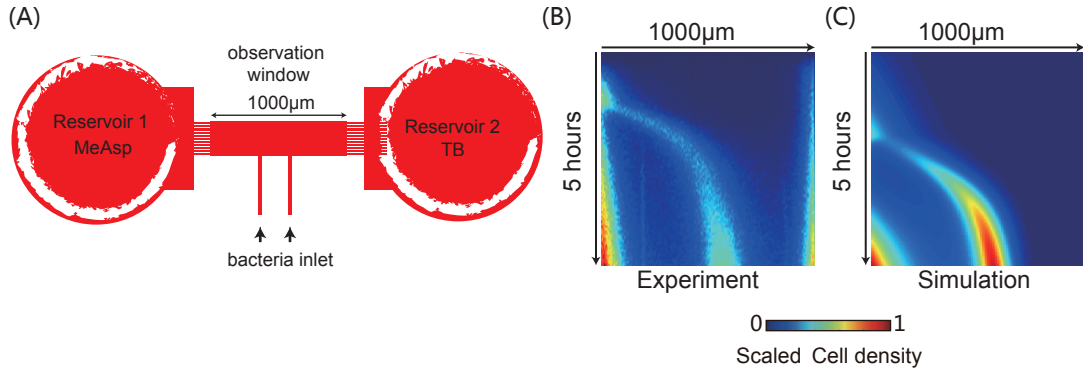 (A)
observation
window
1000μm
Reservoir 1
MeAsp
Reservoir 2
TB
bacteria inlet
(B)
1000μm
5 hours
Experiment
(C)
1000μm
5 hours
Simulation
0 1
Scaled Cell density